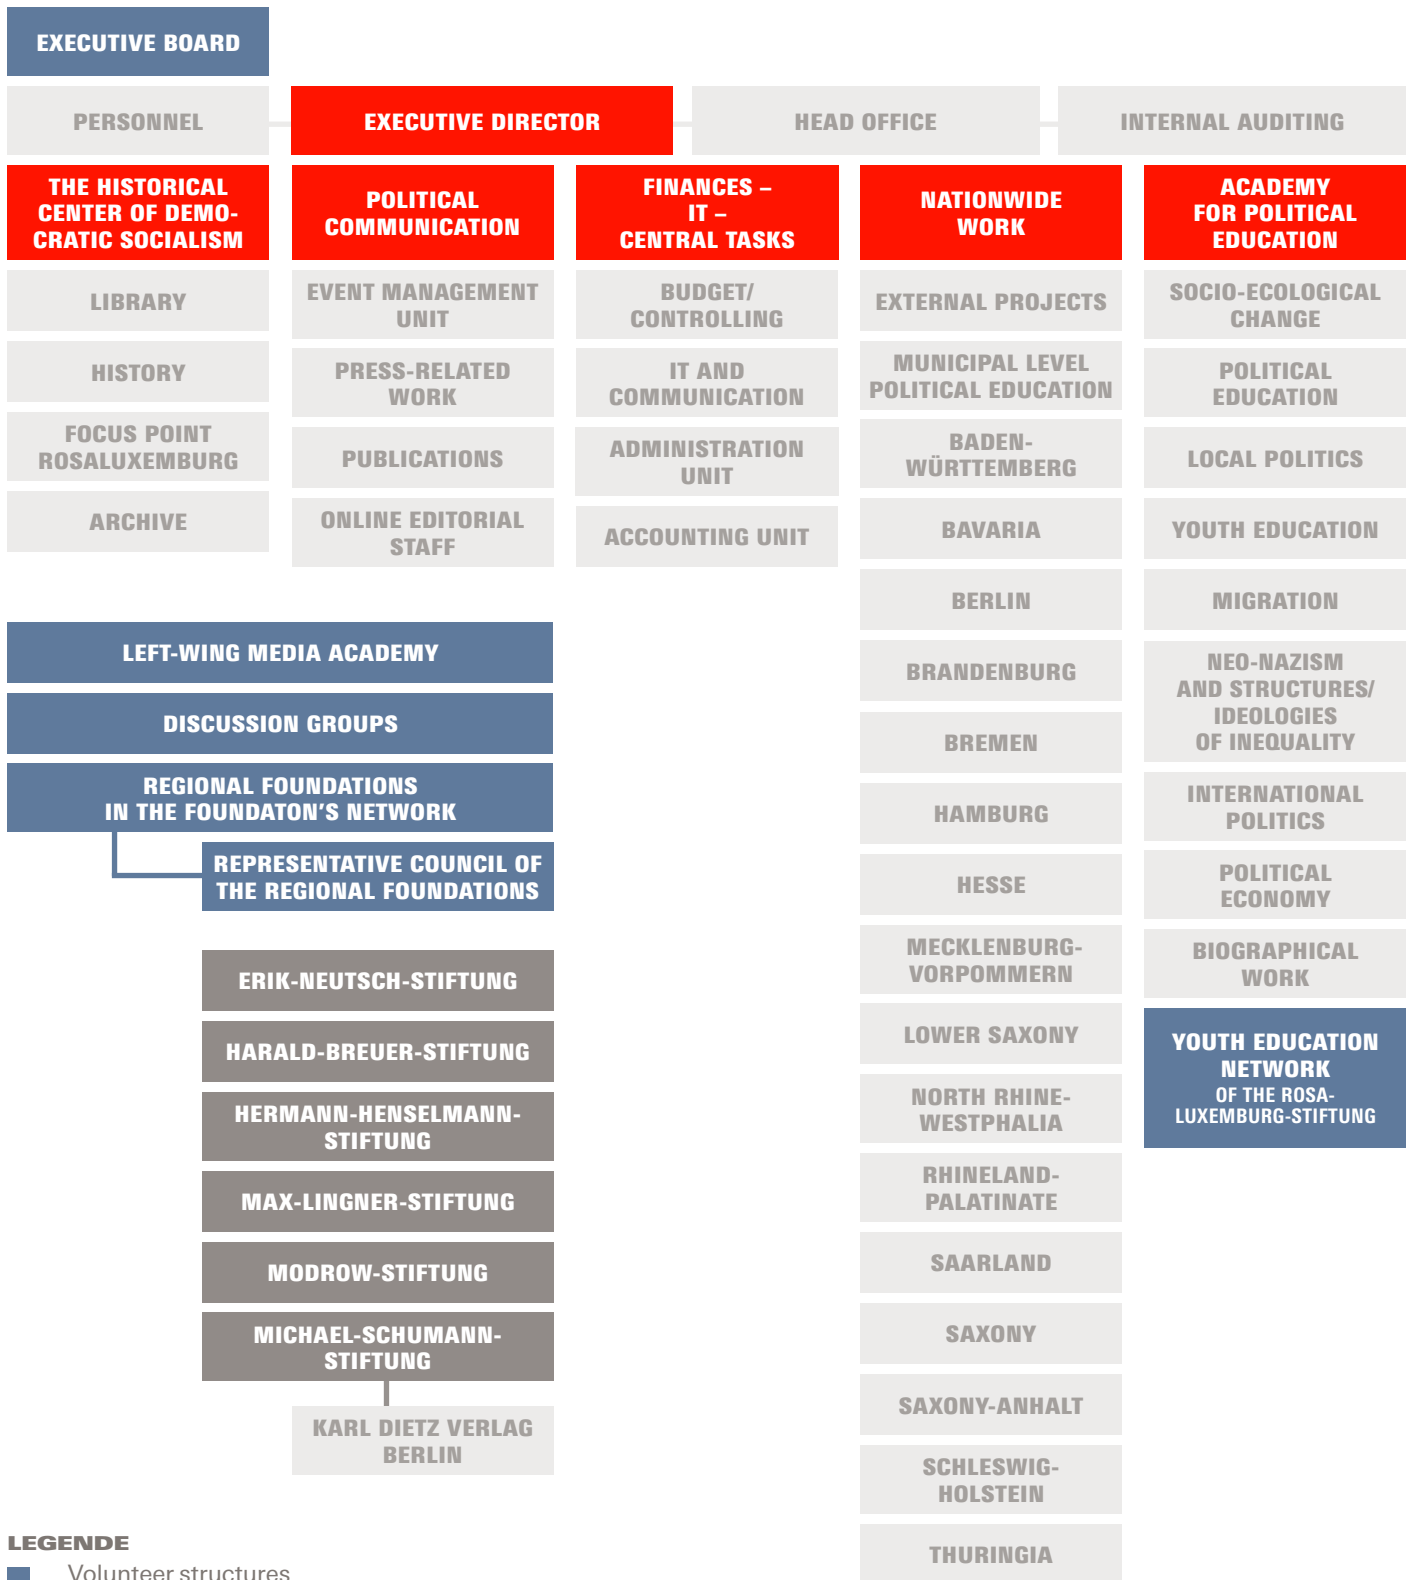 EXECUTIVE BOARD
PERSONNEL
EXECUTIVE DIRECTOR
HEAD OFFICE
INTERNAL AUDITING
THE HISTORICAL
CENTER OF DEMO-
CRATIC SOCIALISM
LIBRARY
HISTORY
FOCUS POINT
ROSALUXEMBURG
ARCHIVE
POLITICAL
COMMUNICATION
EVENT MANAGEMENT
UNIT
PRESS-RELATED
WORK
PUBLICATIONS
ONLINE EDITORIAL
STAFF
FINANCES –
IT –
CENTRAL TASKS
BUDGET/
CONTROLLING
IT AND
COMMUNICATION
ADMINISTRATION
UNIT
ACCOUNTING UNIT
NATIONWIDE
WORK
EXTERNAL PROJECTS
MUNICIPAL LEVEL
POLITICAL EDUCATION
BADEN-
WÜRTTEMBERG
BAVARIA
BERLIN
BRANDENBURG
BREMEN
HAMBURG
HESSE
MECKLENBURG-
VORPOMMERN
LOWER SAXONY
NORTH RHINE-
WESTPHALIA
RHINELAND-
PALATINATE
SAARLAND
SAXONY
SAXONY-ANHALT
SCHLESWIG-
HOLSTEIN
THURINGIA
ACADEMY
FOR POLITICAL
EDUCATION
SOCIO-ECOLOGICAL
CHANGE
POLITICAL
EDUCATION
LOCAL POLITICS
YOUTH EDUCATION
MIGRATION
NEO-NAZISM
AND STRUCTURES/
IDEOLOGIES
OF INEQUALITY
INTERNATIONAL
POLITICS
POLITICAL
ECONOMY
BIOGRAPHICAL
WORK
YOUTH EDUCATION
NETWORK
OF THE ROSA-
LUXEMBURG-STIFTUNG
LEFT-WING MEDIA ACADEMY
DISCUSSION GROUPS
REGIONAL FOUNDATIONS
IN THE FOUNDATON'S NETWORK
REPRESENTATIVE COUNCIL OF
THE REGIONAL FOUNDATIONS
ERIK-NEUTSCH-STIFTUNG
HARALD-BREUER-STIFTUNG
HERMANN-HENSELMANN-
STIFTUNG
MAX-LINGNER-STIFTUNG
MODROW-STIFTUNG
MICHAEL-SCHUMANN-
STIFTUNG
KARL DIETZ VERLAG
BERLIN
LEGENDE
Volunteer structures